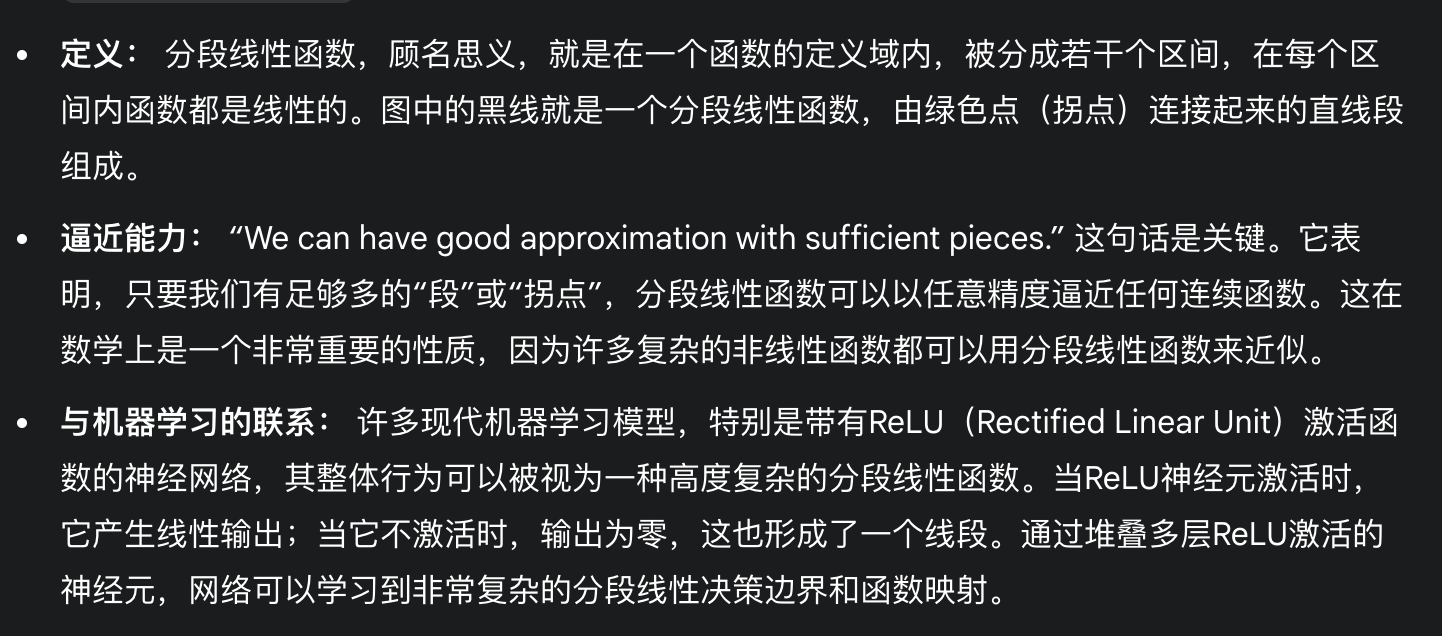 定义： 分段线性函数，顾名思义，就是在一个函数的定义域内，被分成若干个区间，在每个区
间内函数都是线性的。图中的黑线就是一个分段线性函数，由绿色点（拐点）连接起来的直线段
组成。
逼近能力： “We can have good approximation with sufficient pieces.” 这句话是关键。它表
明，只要我们有足够多的“段”或“拐点”，分段线性函数可以以任意精度逼近任何连续函数。这在
数学上是一个非常重要的性质，因为许多复杂的非线性函数都可以用分段线性函数来近似。
与机器学习的联系： 许多现代机器学习模型，特别是带有ReLU（Rectified Linear Unit）激活函
数的神经网络，其整体行为可以被视为一种高度复杂的分段线性函数。当ReLU神经元激活时，
它产生线性输出；当它不激活时，输出为零，这也形成了一个线段。通过堆叠多层ReLU激活的
神经元，网络可以学习到非常复杂的分段线性决策边界和函数映射。